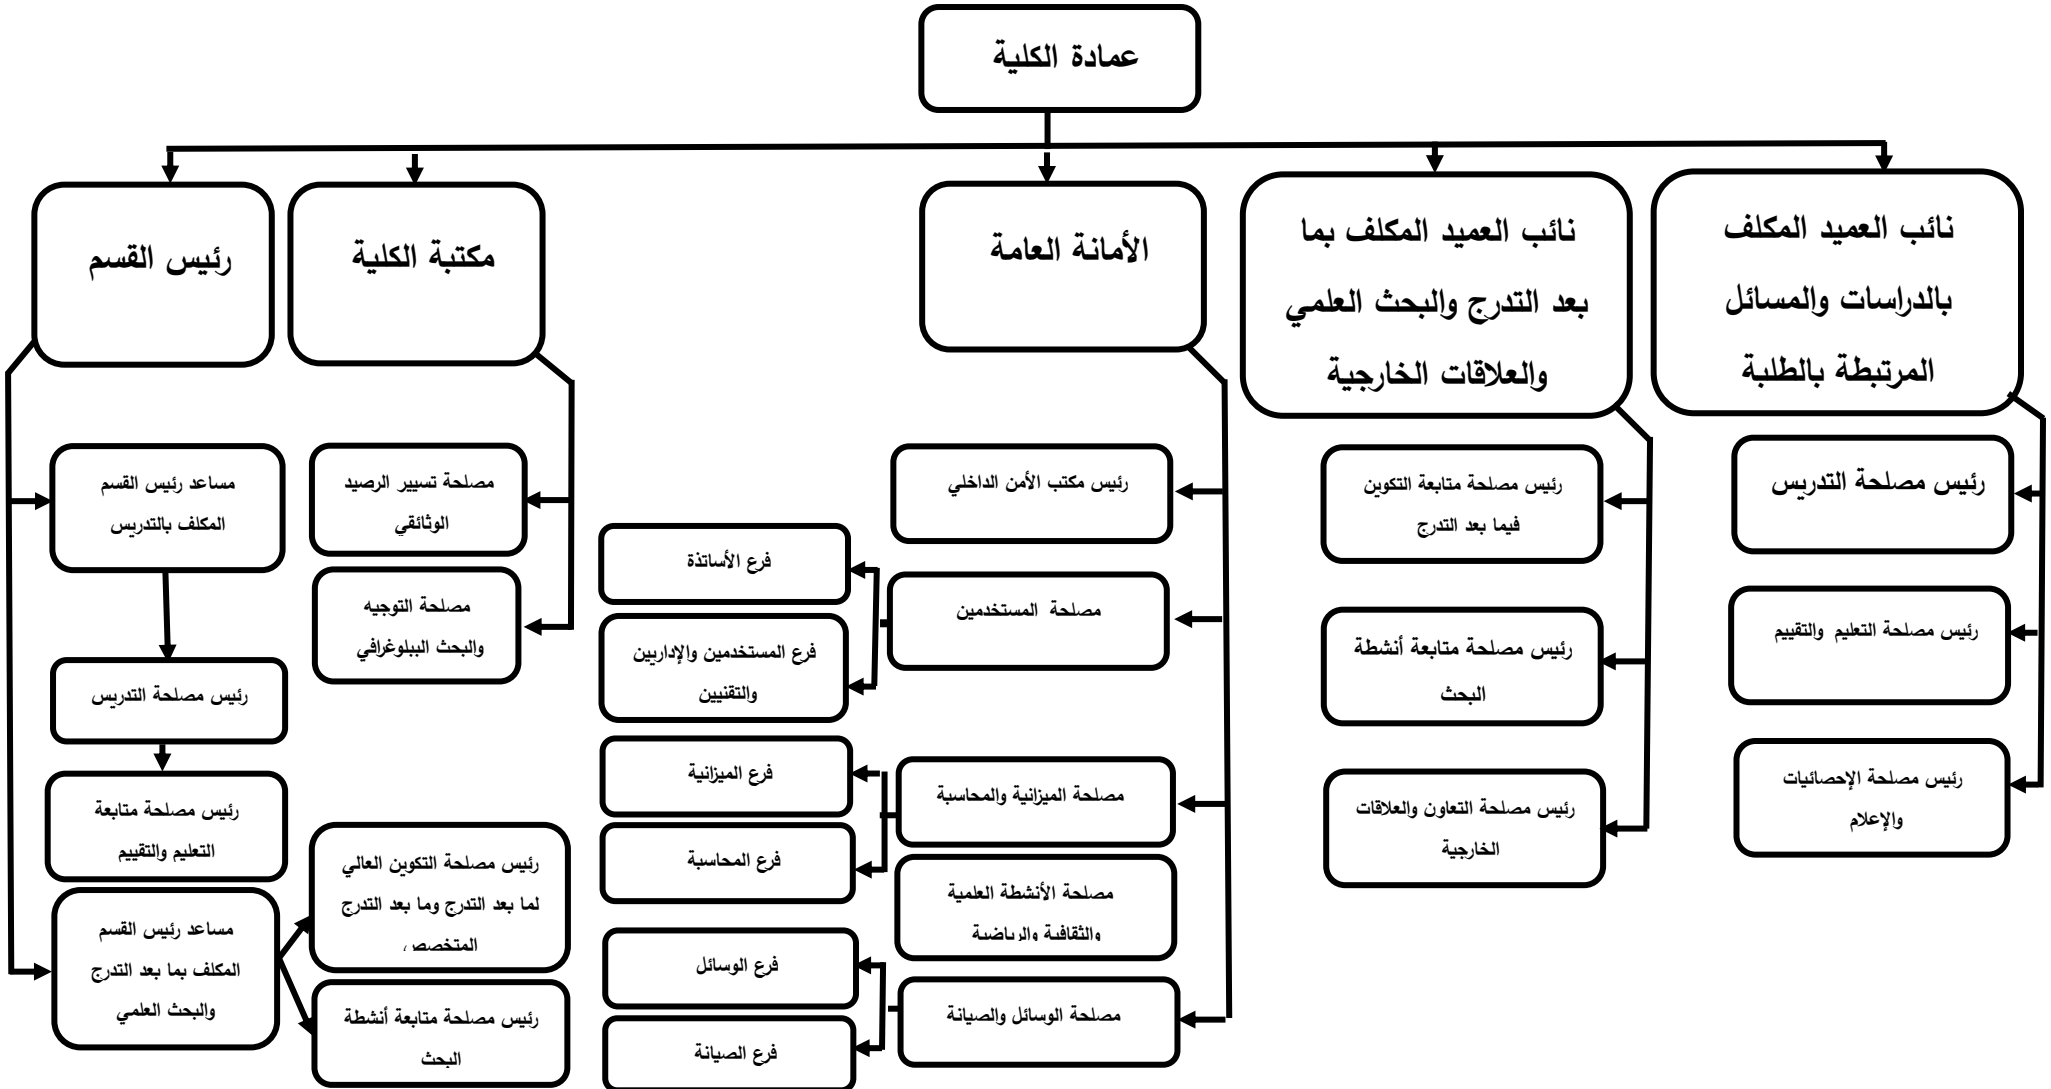 عمادة الكلية
نائب العميد المكلف
بالدراسات والمسائل
المرتبطة بالطلبة
نائب العميد المكلف بما
بعد التدرج والبحث العلمي
والعلاقات الخارجية
الأمانة العامة
مكتبة الكلية
رئيس القسم
رئيس مصلحة التدريس
رئيس مصلحة التعليم والتقييم
رئيس مصلحة الإحصائيات
والإعلام
رئيس مصلحة متابعة التكوين
فيما بعد التدرج
رئيس مصلحة متابعة أنشطة
البحث
رئيس مصلحة التعاون والعلاقات
الخارجية
رئيس مكتب الأمن الداخلي
مصلحة المستخدمين
فرع الأساتذة
فرع المستخدمين والإداريين
والتقنيين
مصلحة الميزانية والمحاسبة
فرع الميزانية
فرع المحاسبة
مصلحة الأنشطة العلمية
والثقافية والرياضية
مصلحة الوسائل والصيانة
فرع الوسائل
فرع الصيانة
مصلحة تسيير الرصيد
الوثائقي
مصلحة التوجيه
والبحث الببلوغرافي
مساعد رئيس القسم
المكلف بالتدريس
رئيس مصلحة التدريس
رئيس مصلحة متابعة
التعليم والتقييم
مساعد رئيس القسم
المكلف بما بعد التدرج
والبحث العلمي
رئيس مصلحة التكوين العالي
لما بعد التدرج وما بعد التدرج
المتخصص
رئيس مصلحة متابعة أنشطة
البحث